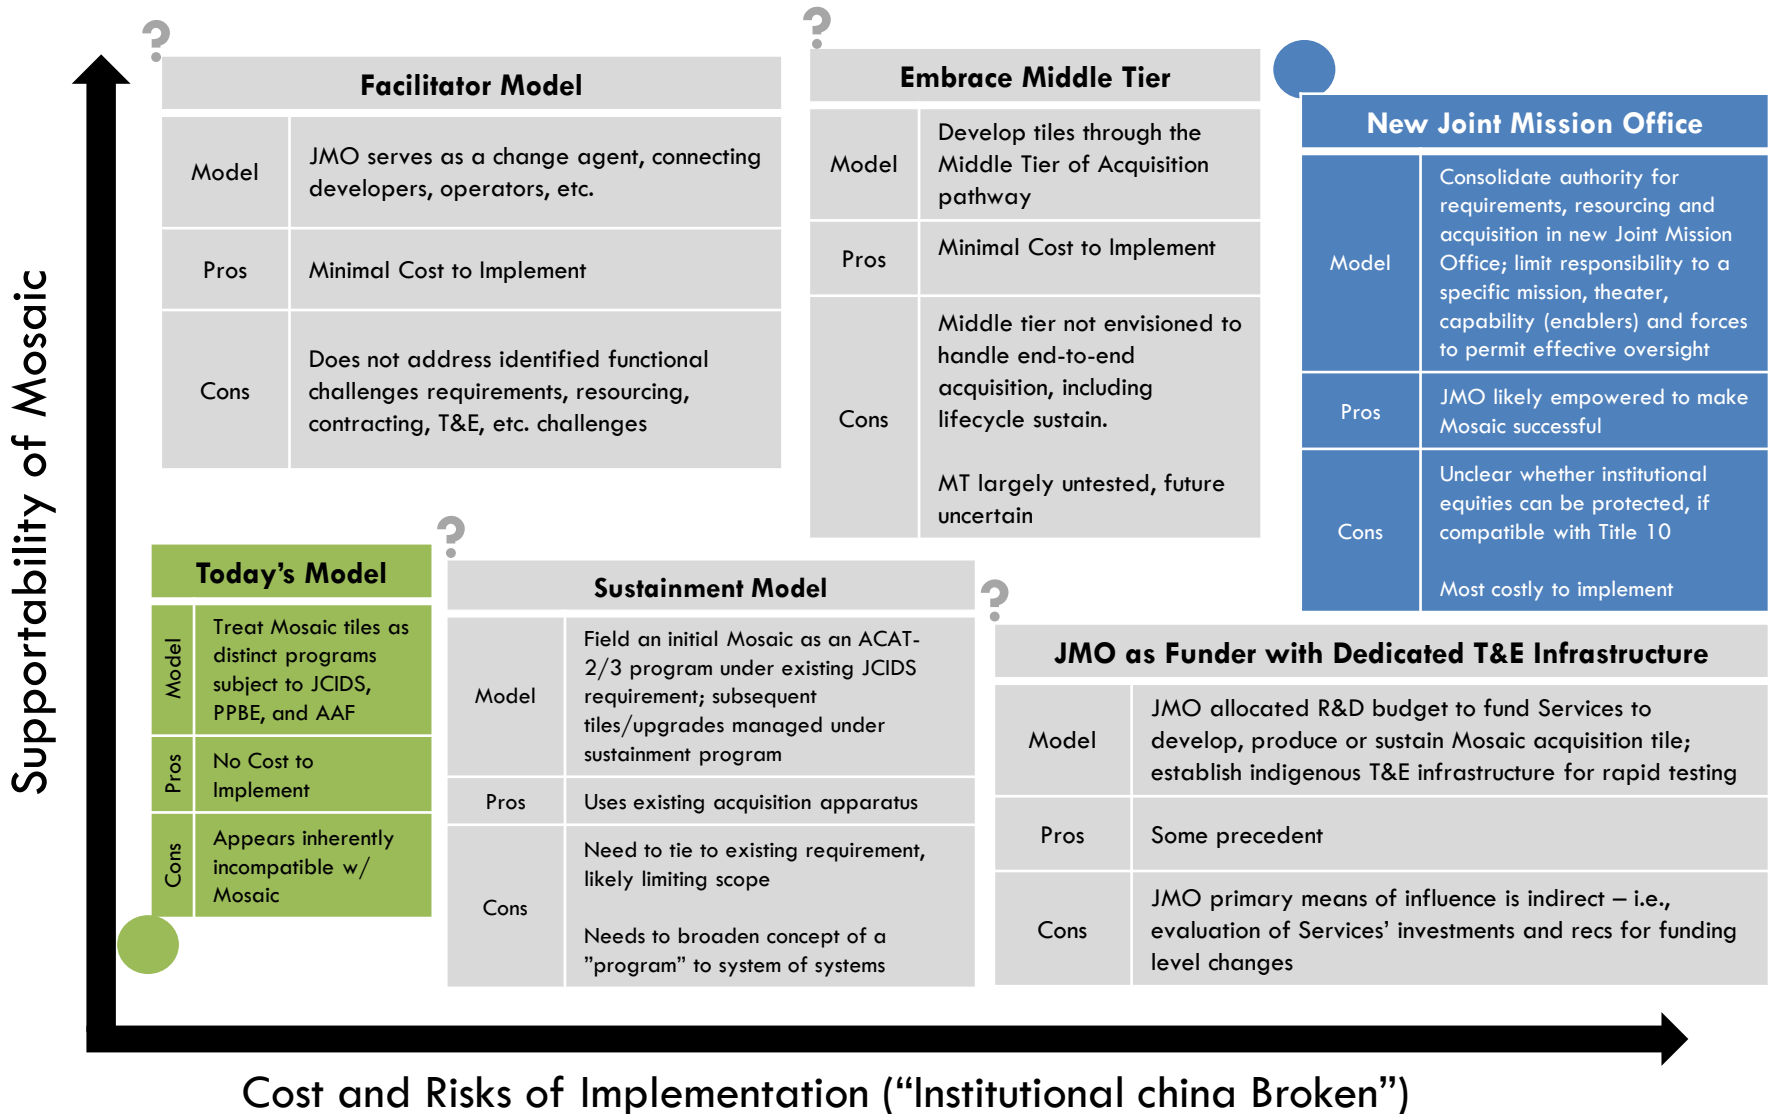 ?
Facilitator Model
Model
JMO serves as a change agent, connecting
developers, operators, etc.
Pros
Minimal Cost to Implement
Cons
Does not address identified functional
challenges requirements, resourcing,
contracting, T&E, etc. challenges
?
Embrace Middle Tier
Model
Develop tiles through the
Middle Tier of Acquisition
pathway
Pros
Minimal Cost to Implement
Cons
Middle tier not envisioned to
handle end-to-end
acquisition, including
lifecycle sustain.
MT largely untested, future
uncertain
New Joint Mission Office
Model
Consolidate authority for
requirements, resourcing and
acquisition in new Joint Mission
Office; limit responsibility to a
specific mission, theater,
capability (enablers) and forces
to permit effective oversight
Pros
JMO likely empowered to make
Mosaic successful
Cons
Unclear whether institutional
equities can be protected, if
compatible with Title 10
Most costly to implement
Supportability of Mosaic
Today’s Model
Model
Treat Mosaic tiles as
distinct programs
subject to JCIDS,
PPBE, and AAF
Pros
No Cost to
Implement
Cons
Appears inherently
incompatible w/
Mosaic
?
Sustainment Model
Model
Field an initial Mosaic as an ACAT-
2/3 program under existing JCIDS
requirement; subsequent
tiles/upgrades managed under
sustainment program
Pros
Uses existing acquisition apparatus
Cons
Need to tie to existing requirement,
likely limiting scope
Needs to broaden concept of a
”program” to system of systems
?
JMO as Funder with Dedicated T&E Infrastructure
Model
JMO allocated R&D budget to fund Services to
develop, produce or sustain Mosaic acquisition tile;
establish indigenous T&E infrastructure for rapid testing
Pros
Some precedent
Cons
JMO primary means of influence is indirect – i.e.,
evaluation of Services’ investments and recs for funding
level changes
Cost and Risks of Implementation (“Institutional china Broken”)